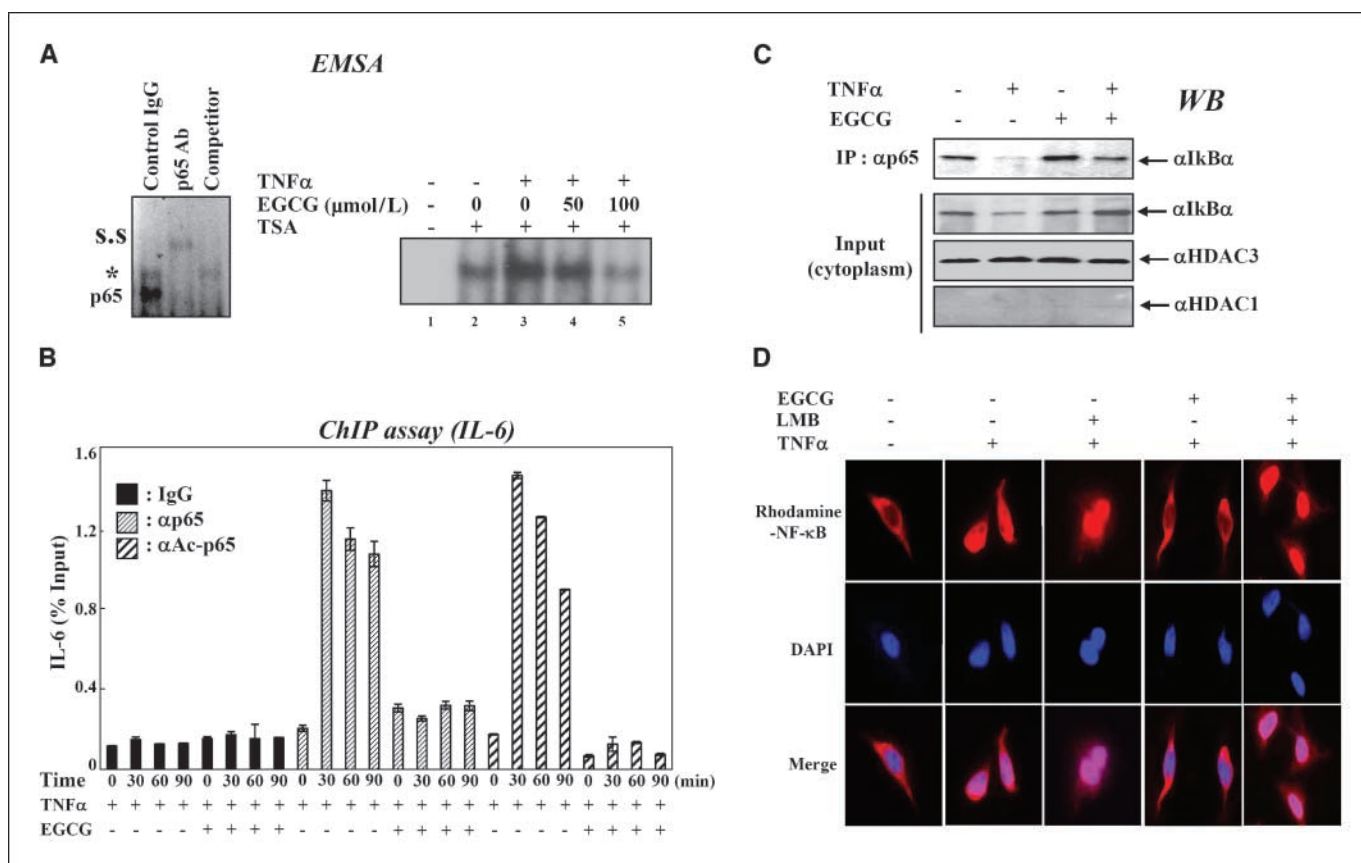 A
EMSA
Control IgG
p65 Ab
Competitor
s.s
*
p65
TNFα - - + + +
EGCG (μmol/L) - 0 0 50 100
TSA - + + + +
1 2 3 4 5
B
ChIP assay (IL-6)
IL-6 (% Input)
1.6
1.2
0.8
0.4
0
: IgG
: αp65
: αAc-p65
Time 0 30 60 90 0 30 60 90 0 30 60 90 0 30 60 90 0 30 60 90 0 30 60 90 (min)
TNFα + + + + + + + + + + + + + + + + + + + + + + + +
EGCG - - - - + + + + - - - - + + + + - - - - + + + +
C
WB
TNFα - + - +
EGCG - - + +
IP : αp65
αIkBα
Input
(cytoplasm)
αIkBα
αHDAC3
αHDAC1
D
EGCG - - - + +
LMB - - + - +
TNFα - + + + +
Rhodamine
-NF-κB
DAPI
Merge